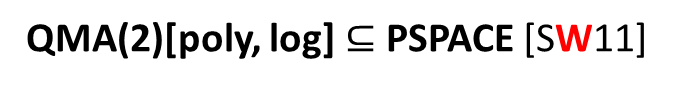 QMA(2)[poly, log] ⊆ PSPACE [SW11]